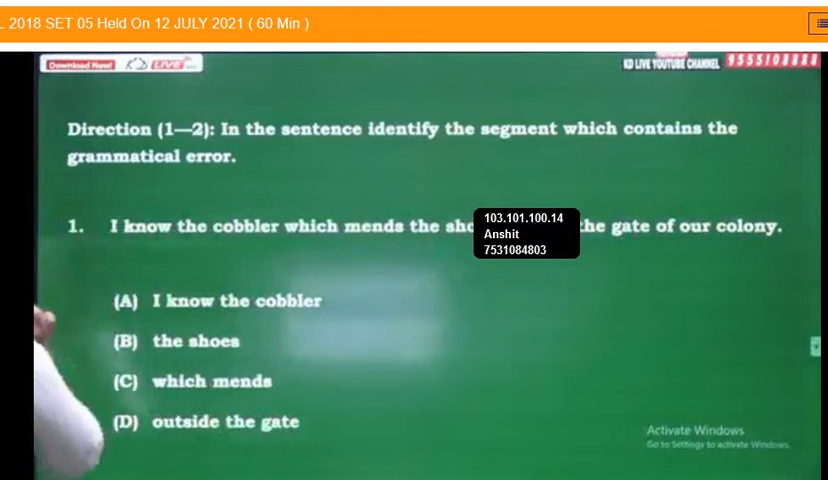 L 2018 SET 05 Held On 12 JULY 2021 ( 60 Min )
Download Now! KD LIVE
KD LIVE YOUTUBE CHANNEL 9555108888
Direction (1—2): In the sentence identify the segment which contains the
grammatical error.
1. I know the cobbler which mends the sho the gate of our colony.
103.101.100.14
Anshit
7531084803
(A) I know the cobbler
(B) the shoes
(C) which mends
(D) outside the gate
Activate Windows
Go to Settings to activate Windows.